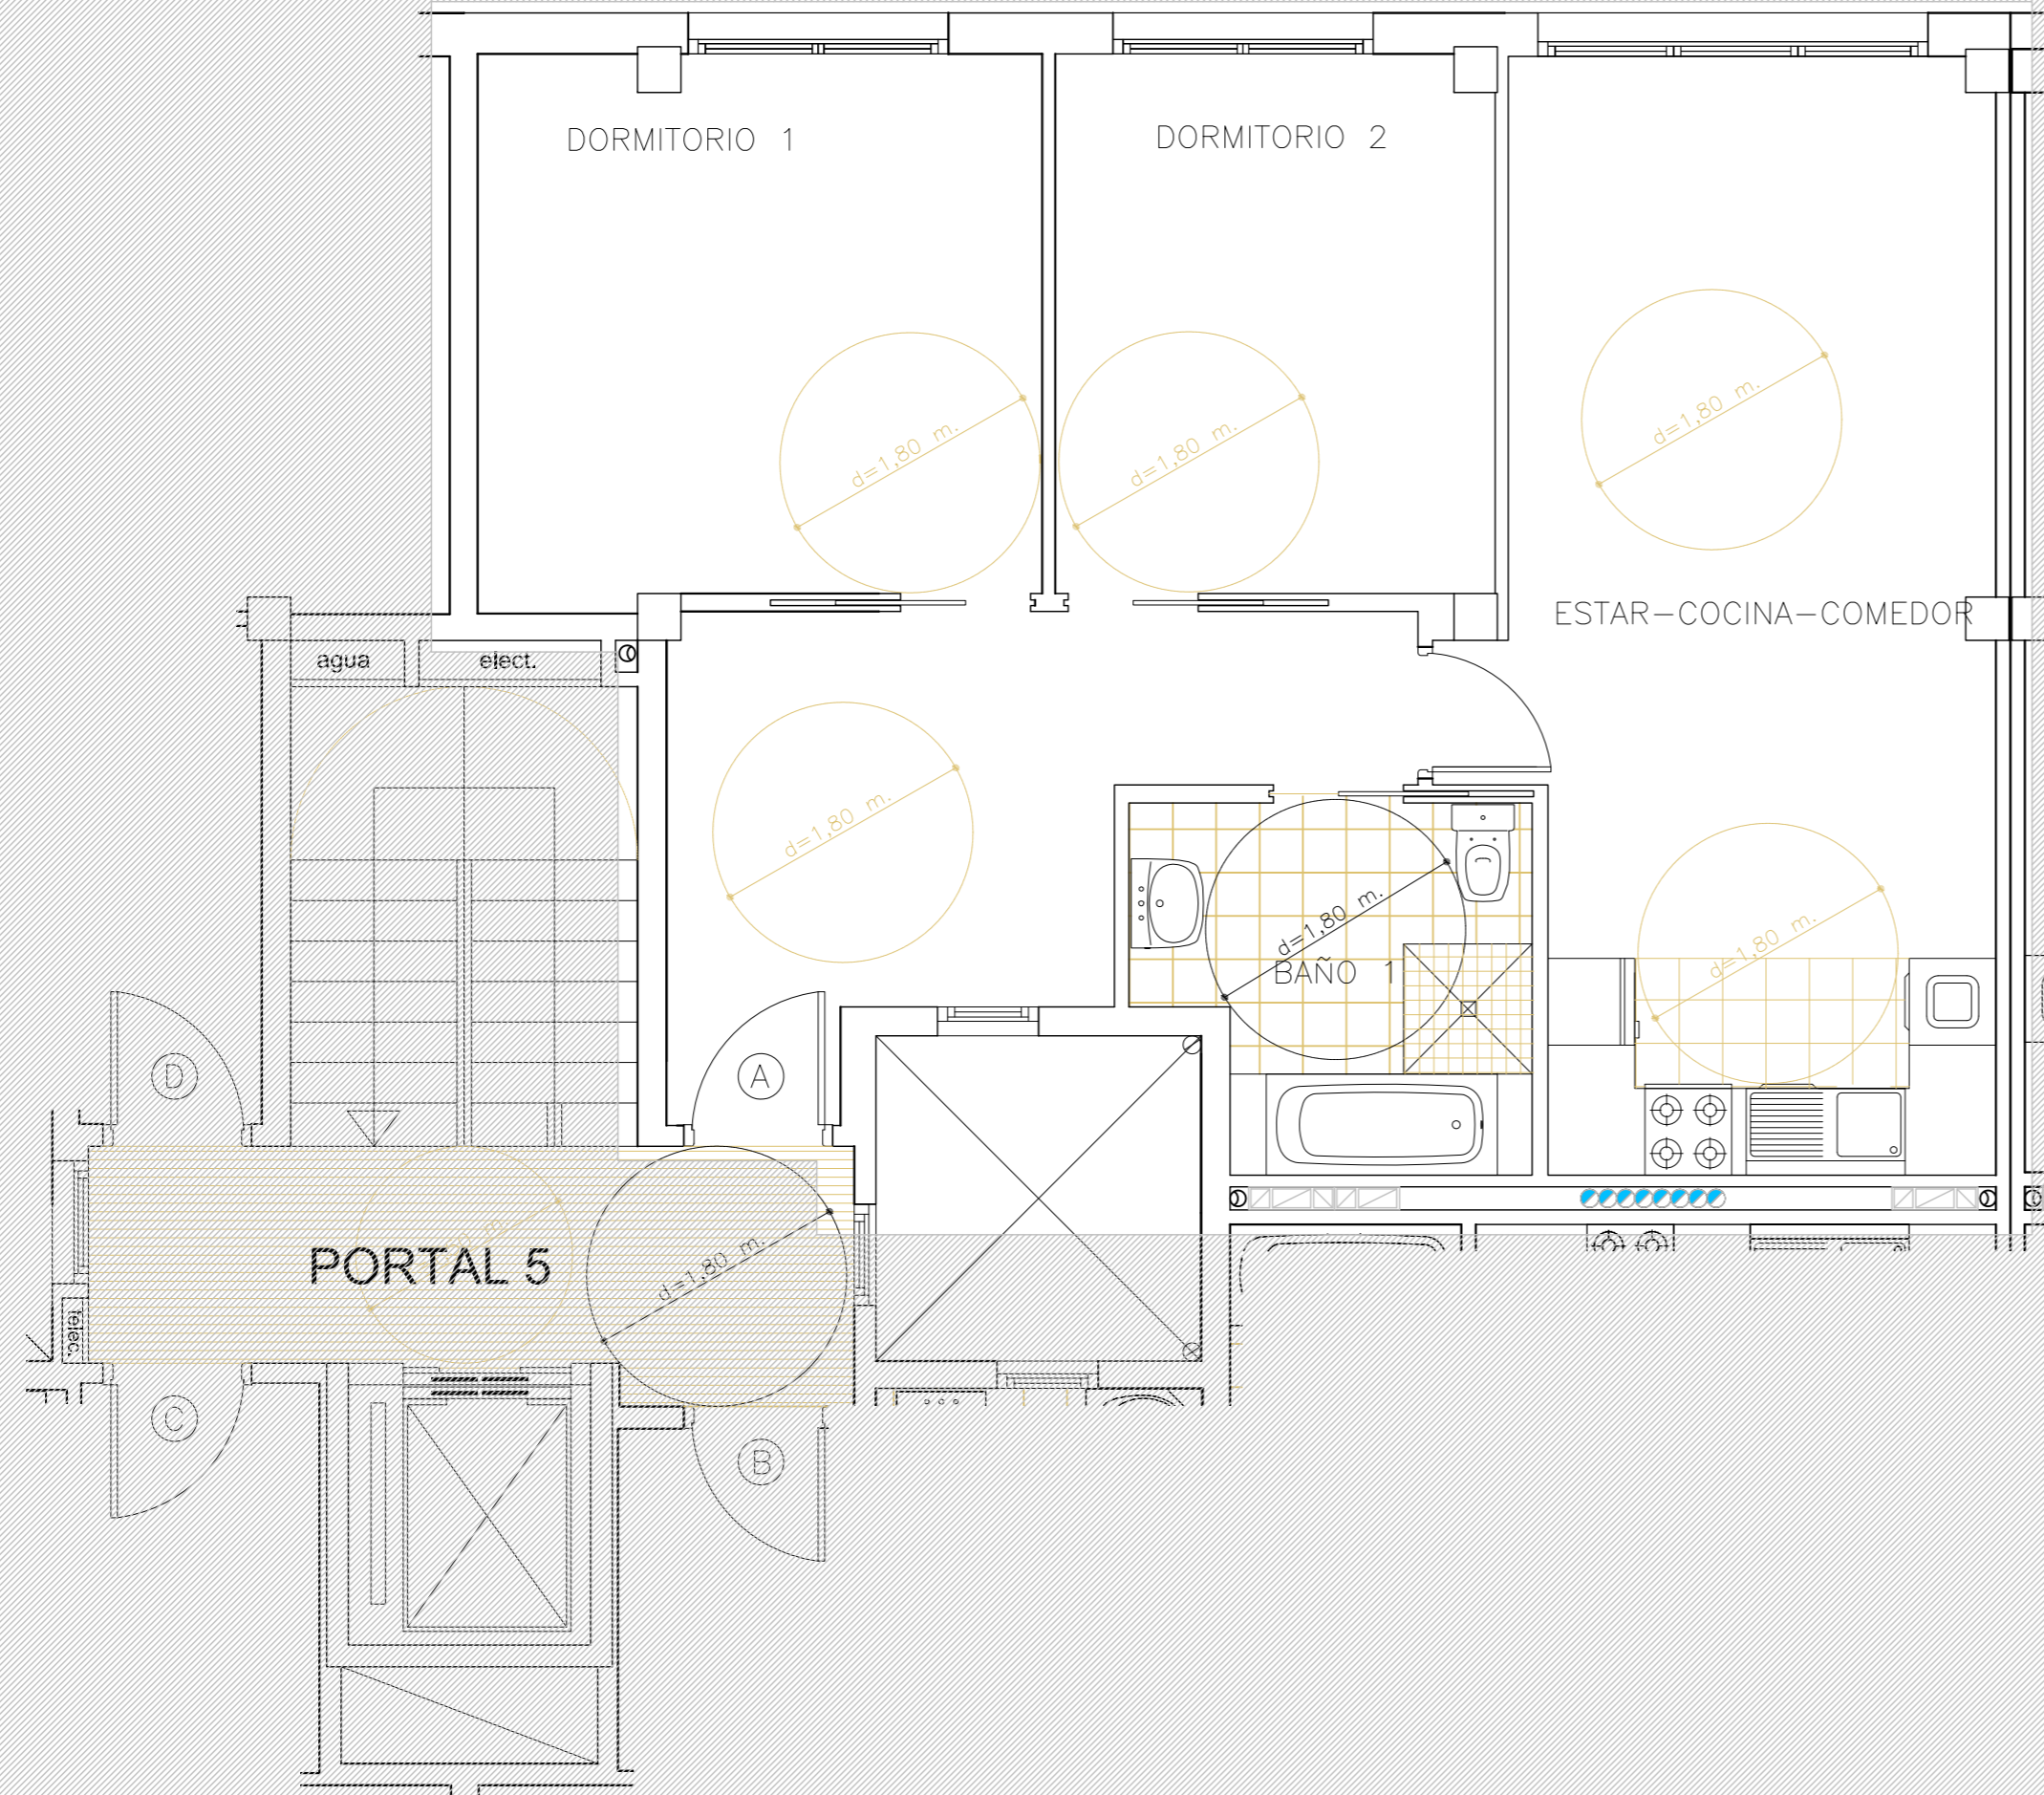 DORMITORIO 1
DORMITORIO 2
d=1,80 m.
d=1,80 m.
d=1,80 m.
ESTAR-COCINA-COMEDOR
agua
elect.
d=1,80 m.
d=1,80 m.
BAÑO 1
d=1,80 m.
D
A
PORTAL 5
d=1,80 m.
telec.
C
B